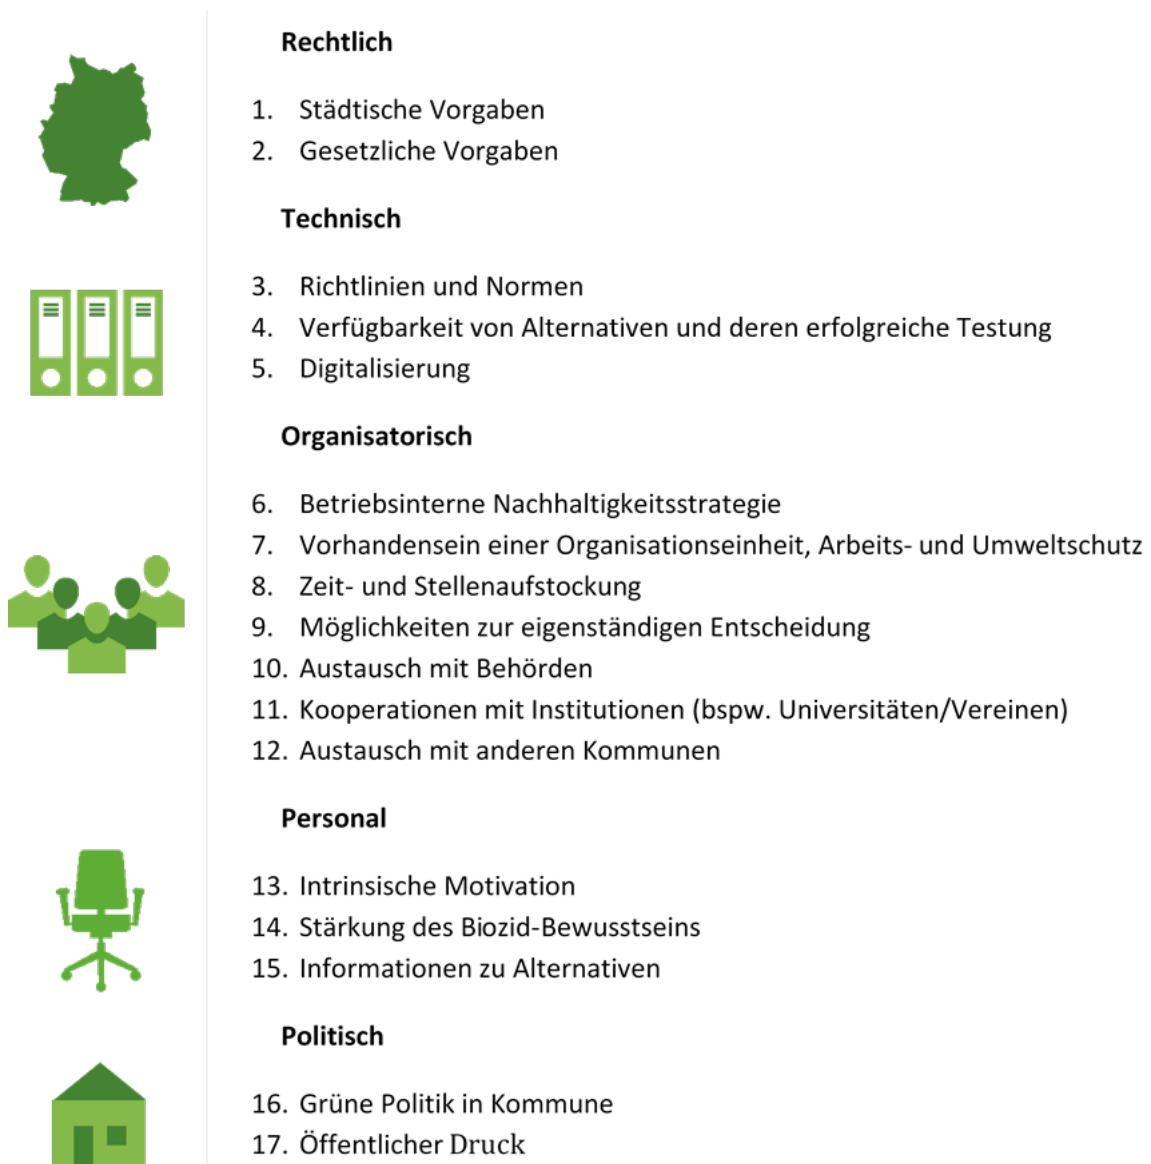 Rechtlich
1. Städtische Vorgaben
2. Gesetzliche Vorgaben
Technisch
3. Richtlinien und Normen
4. Verfügbarkeit von Alternativen und deren erfolgreiche Testung
5. Digitalisierung
Organisatorisch
6. Betriebsinterne Nachhaltigkeitsstrategie
7. Vorhandensein einer Organisationseinheit, Arbeits- und Umweltschutz
8. Zeit- und Stellenaufstockung
9. Möglichkeiten zur eigenständigen Entscheidung
10. Austausch mit Behörden
11. Kooperationen mit Institutionen (bspw. Universitäten/Vereinen)
12. Austausch mit anderen Kommunen
Personal
13. Intrinsische Motivation
14. Stärkung des Biozid-Bewusstseins
15. Informationen zu Alternativen
Politisch
16. Grüne Politik in Kommune
17. Öffentlicher Druck